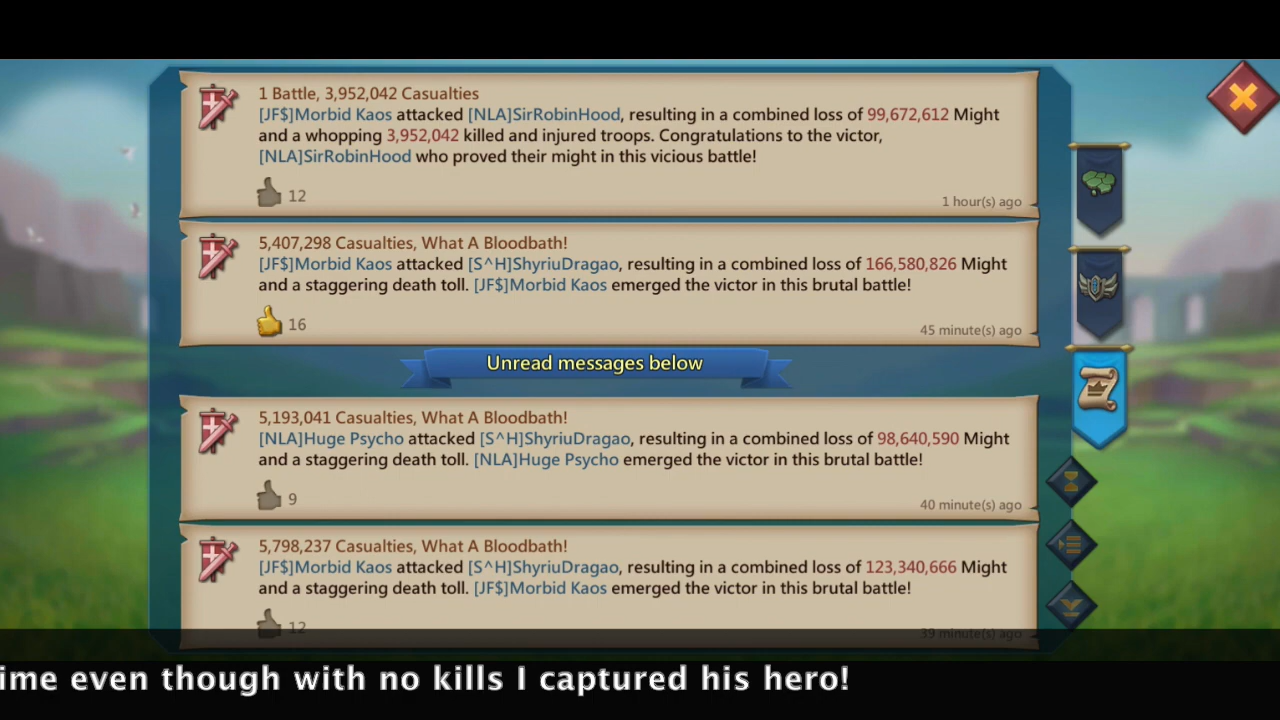 1 Battle, 3,952,042 Casualties
[JF$]Morbid Kaos attacked [NLA]SirRobinHood, resulting in a combined loss of 99,672,612 Might
and a whopping 3,952,042 killed and injured troops. Congratulations to the victor,
[NLA]SirRobinHood who proved their might in this vicious battle!
12
1 hour(s) ago
5,407,298 Casualties, What A Bloodbath!
[JF$]Morbid Kaos attacked [S^H]ShyriuDragao, resulting in a combined loss of 166,580,826 Might
and a staggering death toll. [JF$]Morbid Kaos emerged the victor in this brutal battle!
16
45 minute(s) ago
Unread messages below
5,193,041 Casualties, What A Bloodbath!
[NLA]Huge Psycho attacked [S^H]ShyriuDragao, resulting in a combined loss of 98,640,590 Might
and a staggering death toll. [NLA]Huge Psycho emerged the victor in this brutal battle!
9
40 minute(s) ago
5,798,237 Casualties, What A Bloodbath!
[JF$]Morbid Kaos attacked [S^H]ShyriuDragao, resulting in a combined loss of 123,340,666 Might
and a staggering death toll. [JF$]Morbid Kaos emerged the victor in this brutal battle!
12
39 minute(s) ago
ime even though with no kills I captured his hero!